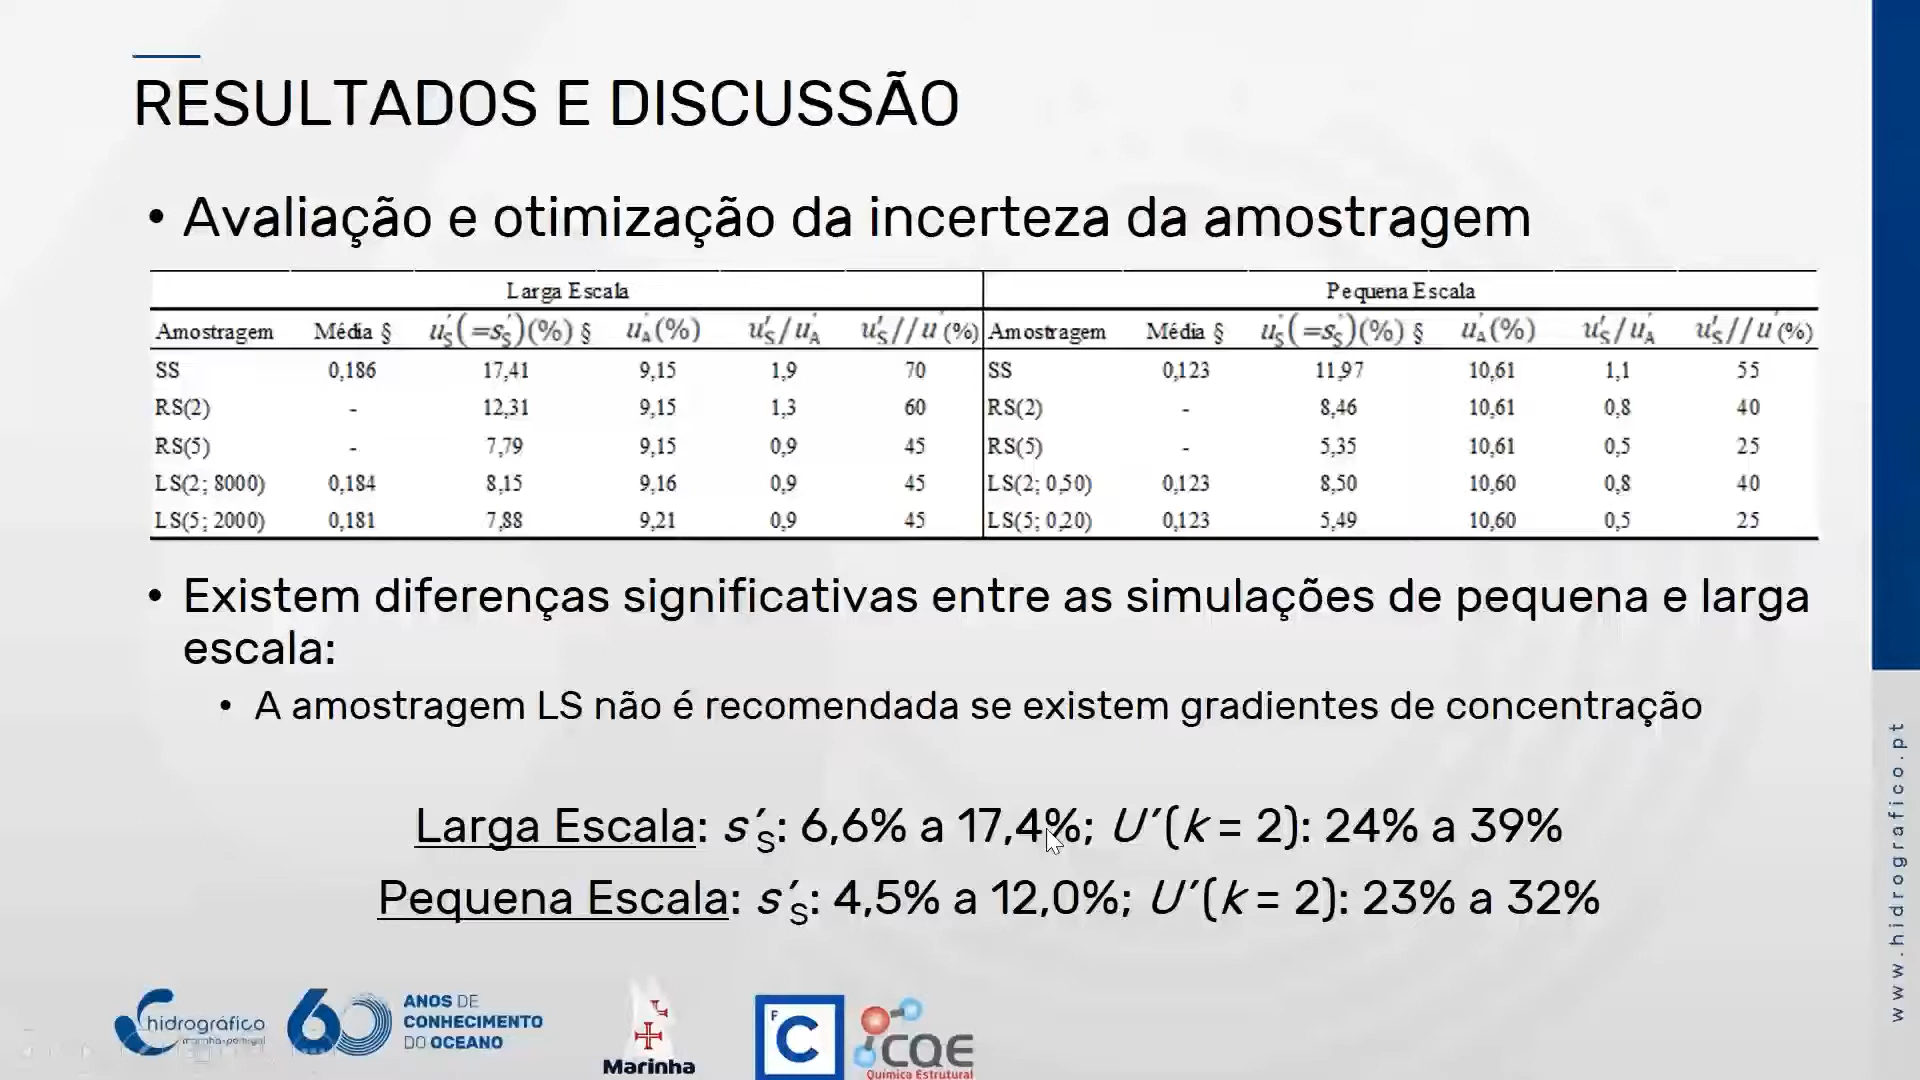 RESULTADOS E DISCUSSÃO
• Avaliação e otimização da incerteza da amostragem
Larga Escala Pequena Escala
Amostragem Média § u′S(=s′S)(%) § u′A(%) u′S/u′A u′S//u′(%) Amostragem Média § u′S(=s′S)(%) § u′A(%) u′S/u′A u′S//u′(%)
SS 0,186 17,41 9,15 1,9 70 SS 0,123 11,97 10,61 1,1 55
RS(2) - 12,31 9,15 1,3 60 RS(2) - 8,46 10,61 0,8 40
RS(5) - 7,79 9,15 0,9 45 RS(5) - 5,35 10,61 0,5 25
LS(2; 8000) 0,184 8,15 9,16 0,9 45 LS(2; 0,50) 0,123 8,50 10,60 0,8 40
LS(5; 2000) 0,181 7,88 9,21 0,9 45 LS(5; 0,20) 0,123 5,49 10,60 0,5 25
• Existem diferenças significativas entre as simulações de pequena e larga
escala:
• A amostragem LS não é recomendada se existem gradientes de concentração
Larga Escala: s´S: 6,6% a 17,4%; U´(k = 2): 24% a 39%
Pequena Escala: s´S: 4,5% a 12,0%; U´(k = 2): 23% a 32%
www.hidrografico.pt
hidrográfico
marinha-portugal
60 ANOS DE
CONHECIMENTO
DO OCEANO
Marinha
F
C
CQE
Química Estrutural